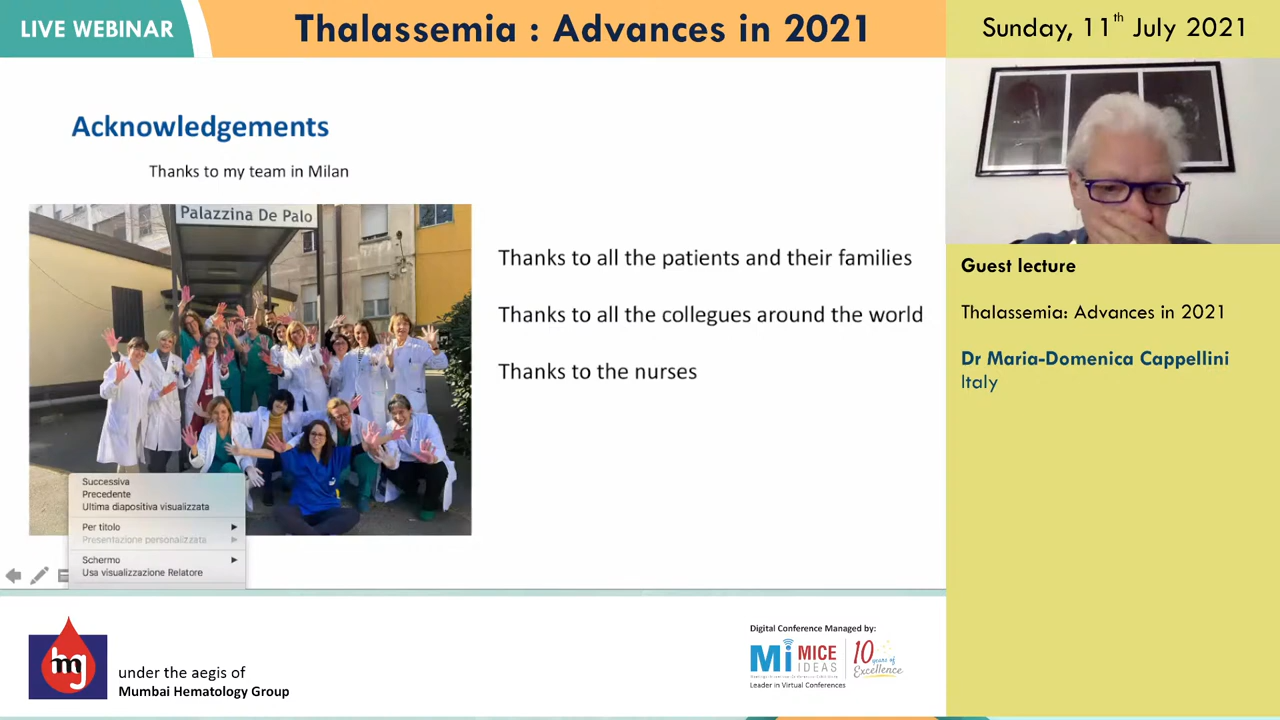 LIVE WEBINAR
Thalassemia : Advances in 2021
Sunday, 11th July 2021
Acknowledgements
Thanks to my team in Milan
Palazzina De Palo
Thanks to all the patients and their families
Thanks to all the collegues around the world
Thanks to the nurses
Successiva
Precedente
Ultima diapositiva visualizzata
Per titolo
Presentazione personalizzata
Schermo
Usa visualizzazione Relatore
Guest lecture
Thalassemia: Advances in 2021
Dr Maria-Domenica Cappellini
Italy
mg
under the aegis of
Mumbai Hematology Group
Digital Conference Managed by:
Mi MICE IDEAS
10 years of Excellence
Leader in Virtual Conferences